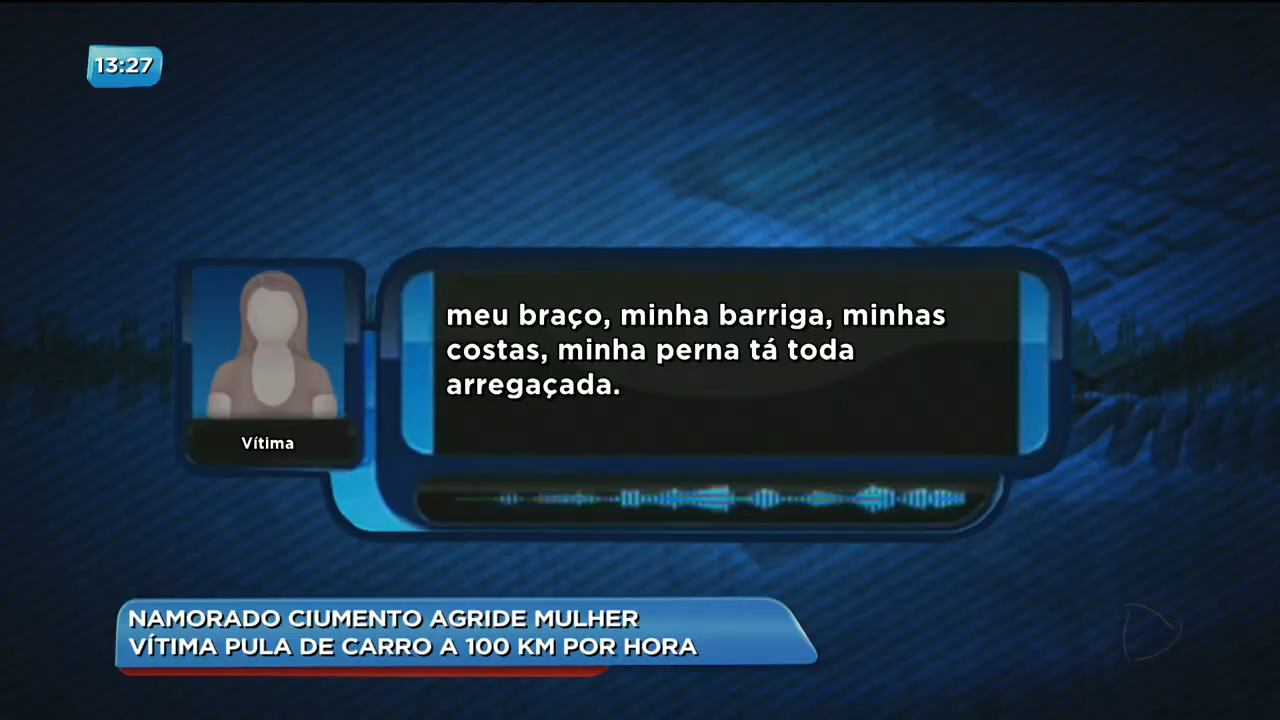 13:27
meu braço, minha barriga, minhas
costas, minha perna tá toda
arregaçada.
Vítima
NAMORADO CIUMENTO AGRIDE MULHER
VÍTIMA PULA DE CARRO A 100 KM POR HORA